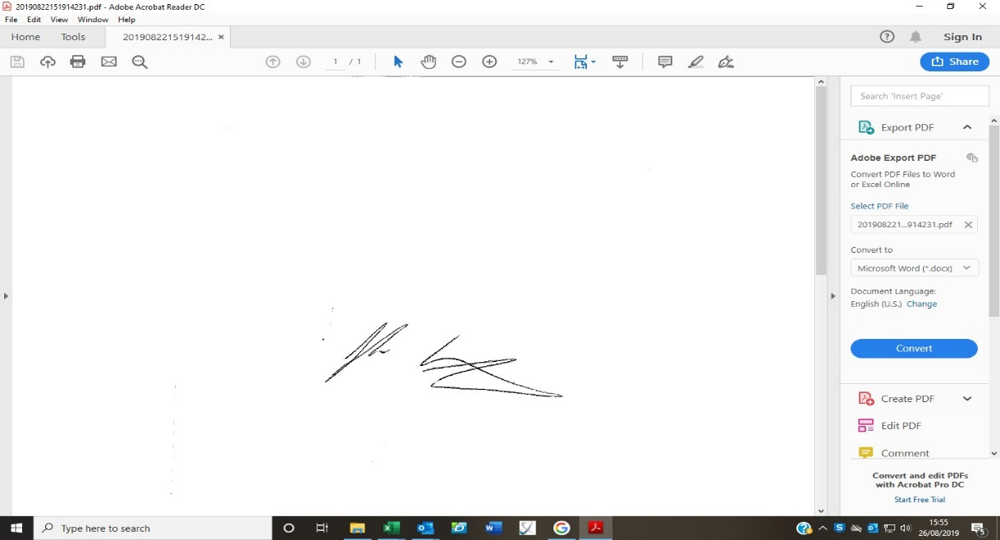 20190822151914231.pdf - Adobe Acrobat Reader DC
File Edit View Window Help
Home Tools 201908221519142... × Sign In
1 / 1 127% Share
Search 'Insert Page'
Export PDF
Adobe Export PDF
Convert PDF Files to Word
or Excel Online
Select PDF File
201908221...914231.pdf
Convert to
Microsoft Word (*.docx)
Document Language:
English (U.S.) Change
Convert
Create PDF
Edit PDF
Comment
Convert and edit PDFs
with Acrobat Pro DC
Start Free Trial
Type here to search
15:55
26/08/2019
5